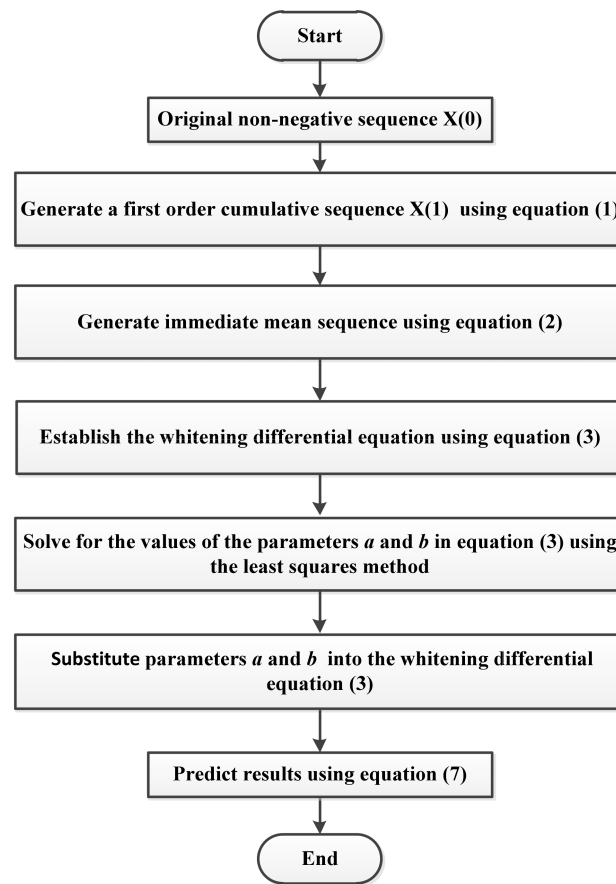 Start
Original non-negative sequence X(0)
Generate a first order cumulative sequence X(1) using equation (1)
Generate immediate mean sequence using equation (2)
Establish the whitening differential equation using equation (3)
Solve for the values of the parameters a and b in equation (3) using
the least squares method
Substitute parameters a and b into the whitening differential
equation (3)
Predict results using equation (7)
End